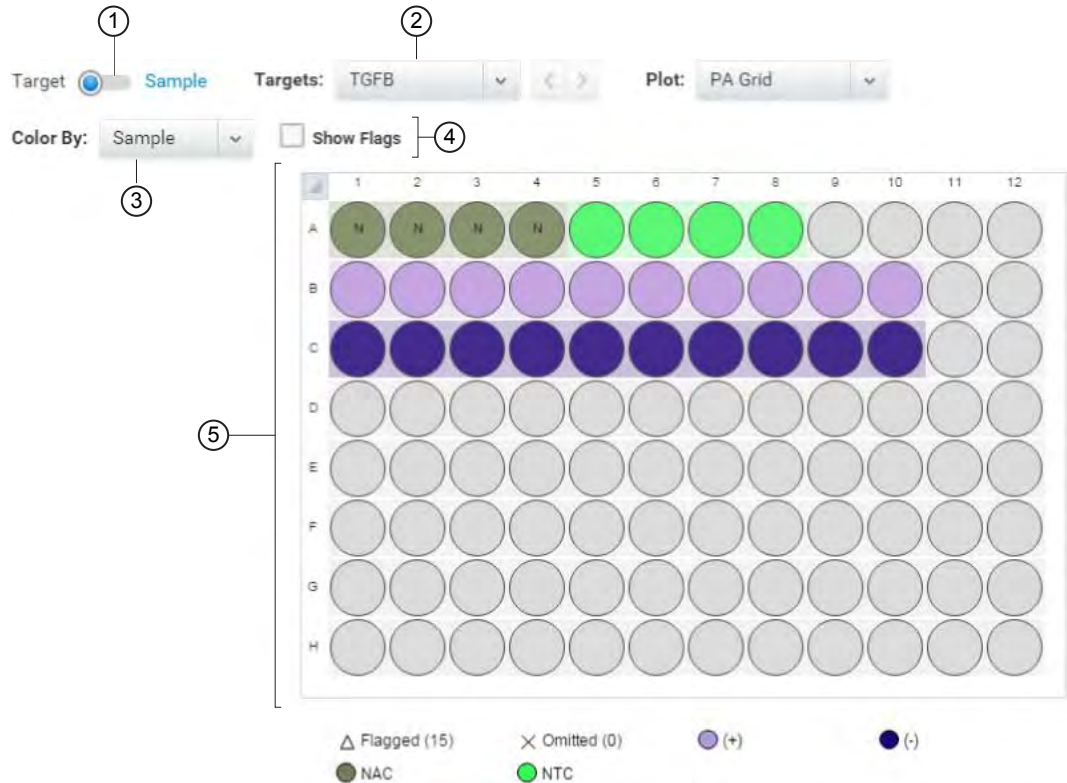 1 2
Target Sample Targets: TGFB < > Plot: PA Grid
Color By: Sample Show Flags 4
3
1 2 3 4 5 6 7 8 9 10 11 12
A N N N N
B
C
D
5
E
F
G
H
Flagged (15) Omitted (0) (+) (-)
NAC NTC